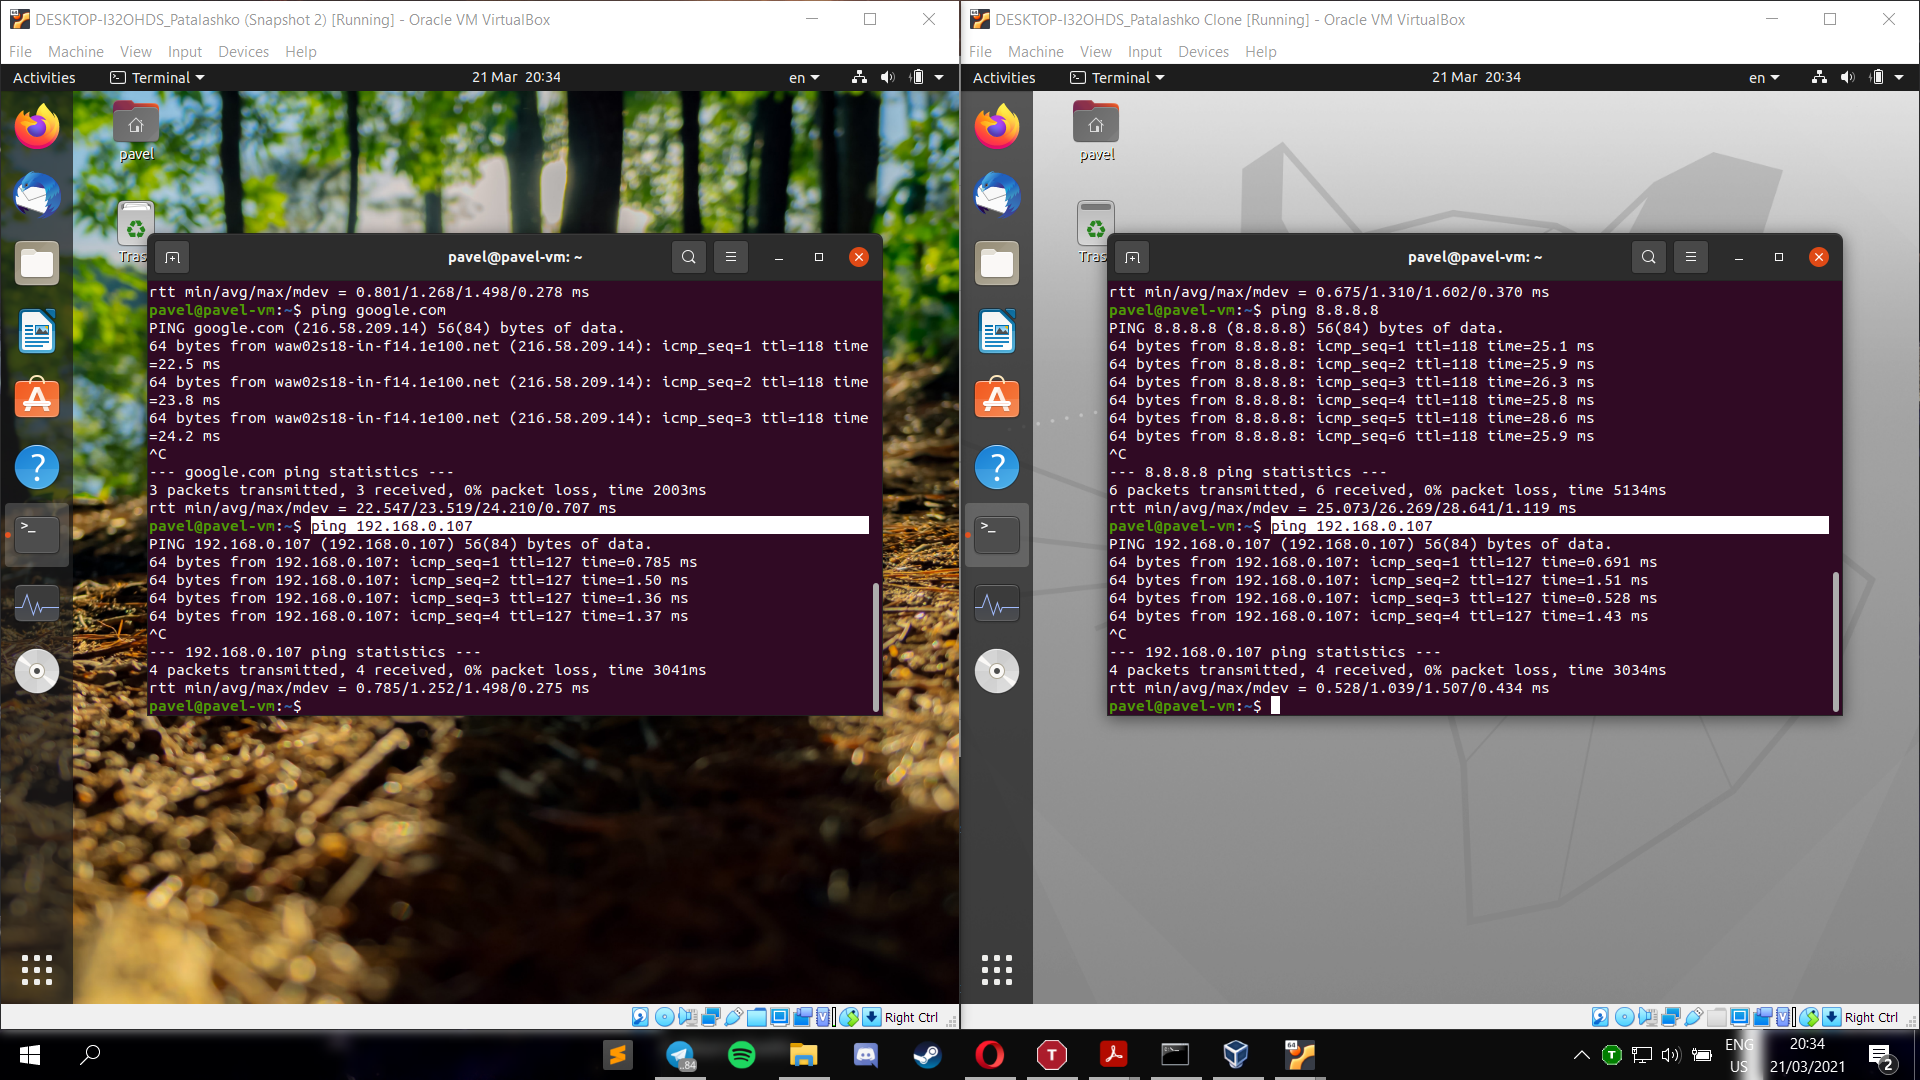 DESKTOP-I32OHDS_Patalashko (Snapshot 2) [Running] - Oracle VM VirtualBox
File Machine View Input Devices Help
Activities Terminal 21 Mar 20:34 en
pavel
Tras
pavel@pavel-vm: ~
rtt min/avg/max/mdev = 0.801/1.268/1.498/0.278 ms
pavel@pavel-vm:~$ ping google.com
PING google.com (216.58.209.14) 56(84) bytes of data.
64 bytes from waw02s18-in-f14.1e100.net (216.58.209.14): icmp_seq=1 ttl=118 time
=22.5 ms
64 bytes from waw02s18-in-f14.1e100.net (216.58.209.14): icmp_seq=2 ttl=118 time
=23.8 ms
64 bytes from waw02s18-in-f14.1e100.net (216.58.209.14): icmp_seq=3 ttl=118 time
=24.2 ms
^C
--- google.com ping statistics ---
3 packets transmitted, 3 received, 0% packet loss, time 2003ms
rtt min/avg/max/mdev = 22.547/23.519/24.210/0.707 ms
pavel@pavel-vm:~$ ping 192.168.0.107
PING 192.168.0.107 (192.168.0.107) 56(84) bytes of data.
64 bytes from 192.168.0.107: icmp_seq=1 ttl=127 time=0.785 ms
64 bytes from 192.168.0.107: icmp_seq=2 ttl=127 time=1.50 ms
64 bytes from 192.168.0.107: icmp_seq=3 ttl=127 time=1.36 ms
64 bytes from 192.168.0.107: icmp_seq=4 ttl=127 time=1.37 ms
^C
--- 192.168.0.107 ping statistics ---
4 packets transmitted, 4 received, 0% packet loss, time 3041ms
rtt min/avg/max/mdev = 0.785/1.252/1.498/0.275 ms
pavel@pavel-vm:~$
Right Ctrl
DESKTOP-I32OHDS_Patalashko Clone [Running] - Oracle VM VirtualBox
File Machine View Input Devices Help
Activities Terminal 21 Mar 20:34 en
pavel
Tras
pavel@pavel-vm: ~
rtt min/avg/max/mdev = 0.675/1.310/1.602/0.370 ms
pavel@pavel-vm:~$ ping 8.8.8.8
PING 8.8.8.8 (8.8.8.8) 56(84) bytes of data.
64 bytes from 8.8.8.8: icmp_seq=1 ttl=118 time=25.1 ms
64 bytes from 8.8.8.8: icmp_seq=2 ttl=118 time=25.9 ms
64 bytes from 8.8.8.8: icmp_seq=3 ttl=118 time=26.3 ms
64 bytes from 8.8.8.8: icmp_seq=4 ttl=118 time=25.8 ms
64 bytes from 8.8.8.8: icmp_seq=5 ttl=118 time=28.6 ms
64 bytes from 8.8.8.8: icmp_seq=6 ttl=118 time=25.9 ms
^C
--- 8.8.8.8 ping statistics ---
6 packets transmitted, 6 received, 0% packet loss, time 5134ms
rtt min/avg/max/mdev = 25.073/26.269/28.641/1.119 ms
pavel@pavel-vm:~$ ping 192.168.0.107
PING 192.168.0.107 (192.168.0.107) 56(84) bytes of data.
64 bytes from 192.168.0.107: icmp_seq=1 ttl=127 time=0.691 ms
64 bytes from 192.168.0.107: icmp_seq=2 ttl=127 time=1.51 ms
64 bytes from 192.168.0.107: icmp_seq=3 ttl=127 time=0.528 ms
64 bytes from 192.168.0.107: icmp_seq=4 ttl=127 time=1.43 ms
^C
--- 192.168.0.107 ping statistics ---
4 packets transmitted, 4 received, 0% packet loss, time 3034ms
rtt min/avg/max/mdev = 0.528/1.039/1.507/0.434 ms
pavel@pavel-vm:~$
Right Ctrl
..84
ENG
US
20:34
21/03/2021
2